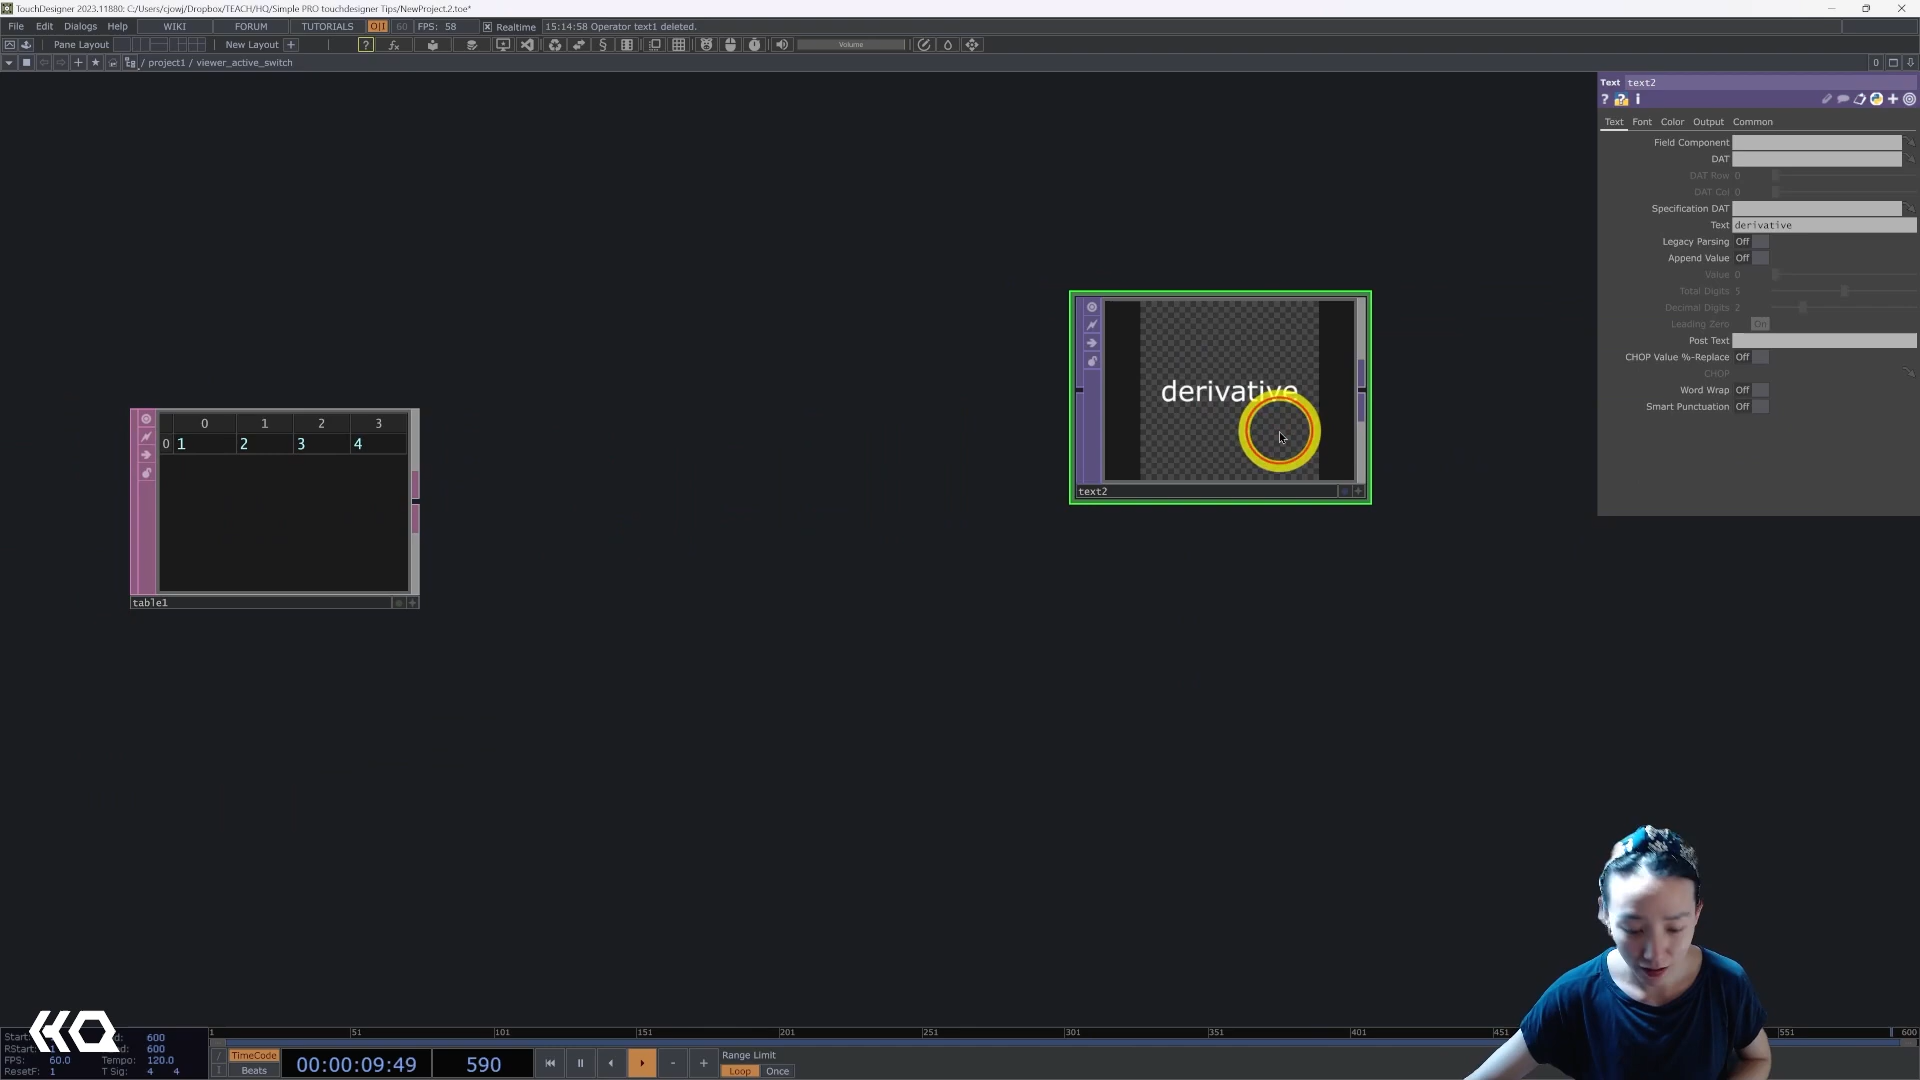 TouchDesigner 2023.11880: C:/Users/cjowj/Dropbox/TEACH/HQ/Simple PRO touchdesigner Tips/NewProject.2.toe*
File Edit Dialogs Help WIKI FORUM TUTORIALS O|I 60 FPS: 58 Realtime 15:14:58 Operator text1 deleted.
Pane Layout New Layout + Volume
/ project1 / viewer_active_switch 0
Text text2
Text Font Color Output Common
Field Component
DAT
DAT Row 0
DAT Col 0
Specification DAT
Text derivative
Legacy Parsing Off
Append Value Off
Value 0
Total Digits 5
Decimal Digits 2
Leading Zero On
Post Text
CHOP Value %-Replace Off
CHOP
Word Wrap Off
Smart Punctuation Off
derivative
text2
0 1 2 3
0 1 2 3 4
table1
HQ
Start: 600
RStart: 600
FPS: 60.0 Tempo: 120.0
ResetF: 1 T Sig: 4 4
1 51 101 151 201 251 301 351 401 451 551 600
TimeCode
Beats
00:00:09:49 590
Range Limit
Loop Once